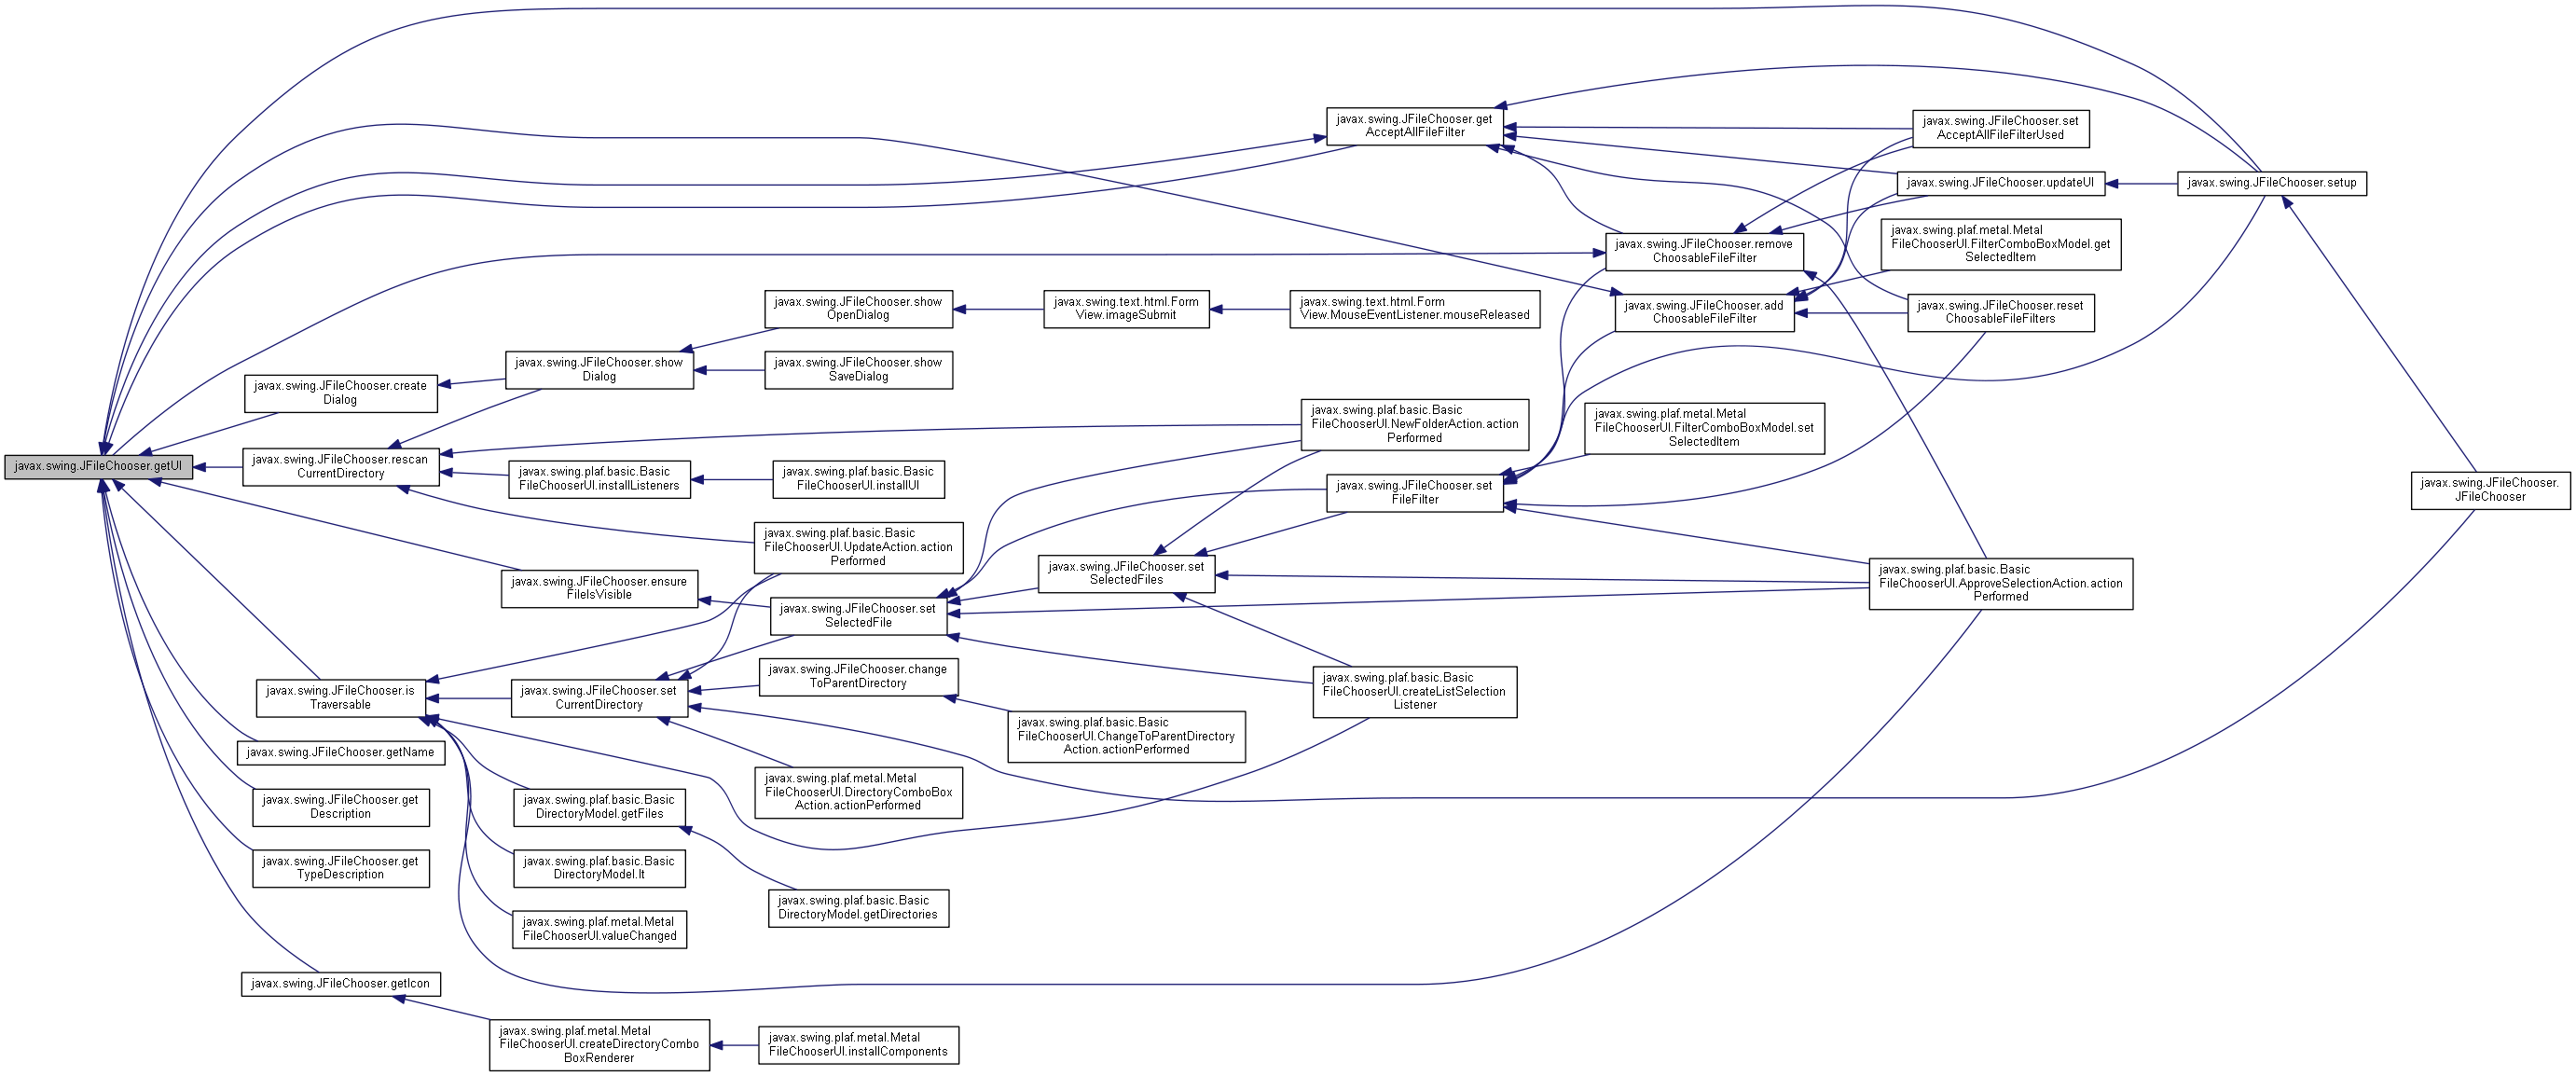 javax.swing.JFileChooser.getUI
javax.swing.JFileChooser.create
Dialog
javax.swing.JFileChooser.rescan
CurrentDirectory
javax.swing.JFileChooser.is
Traversable
javax.swing.JFileChooser.getName
javax.swing.JFileChooser.get
Description
javax.swing.JFileChooser.get
TypeDescription
javax.swing.JFileChooser.getIcon
javax.swing.JFileChooser.show
Dialog
javax.swing.plaf.basic.Basic
FileChooserUI.installListeners
javax.swing.JFileChooser.ensure
FileIsVisible
javax.swing.JFileChooser.set
CurrentDirectory
javax.swing.plaf.basic.Basic
DirectoryModel.getFiles
javax.swing.plaf.basic.Basic
DirectoryModel.lt
javax.swing.plaf.metal.Metal
FileChooserUI.valueChanged
javax.swing.plaf.metal.Metal
FileChooserUI.createDirectoryCombo
BoxRenderer
javax.swing.JFileChooser.show
OpenDialog
javax.swing.JFileChooser.show
SaveDialog
javax.swing.plaf.basic.Basic
FileChooserUI.installUI
javax.swing.plaf.basic.Basic
FileChooserUI.UpdateAction.action
Performed
javax.swing.JFileChooser.set
SelectedFile
javax.swing.JFileChooser.change
ToParentDirectory
javax.swing.plaf.metal.Metal
FileChooserUI.DirectoryComboBox
Action.actionPerformed
javax.swing.plaf.basic.Basic
DirectoryModel.getDirectories
javax.swing.plaf.metal.Metal
FileChooserUI.installComponents
javax.swing.text.html.Form
View.imageSubmit
javax.swing.JFileChooser.set
SelectedFiles
javax.swing.plaf.basic.Basic
FileChooserUI.ChangeToParentDirectory
Action.actionPerformed
javax.swing.JFileChooser.get
AcceptAllFileFilter
javax.swing.text.html.Form
View.MouseEventListener.mouseReleased
javax.swing.plaf.basic.Basic
FileChooserUI.NewFolderAction.action
Performed
javax.swing.JFileChooser.set
FileFilter
javax.swing.plaf.basic.Basic
FileChooserUI.createListSelection
Listener
javax.swing.JFileChooser.remove
ChoosableFileFilter
javax.swing.JFileChooser.add
ChoosableFileFilter
javax.swing.plaf.metal.Metal
FileChooserUI.FilterComboBoxModel.set
SelectedItem
javax.swing.JFileChooser.set
AcceptAllFileFilterUsed
javax.swing.JFileChooser.updateUI
javax.swing.plaf.metal.Metal
FileChooserUI.FilterComboBoxModel.get
SelectedItem
javax.swing.JFileChooser.reset
ChoosableFileFilters
javax.swing.plaf.basic.Basic
FileChooserUI.ApproveSelectionAction.action
Performed
javax.swing.JFileChooser.setup
javax.swing.JFileChooser.
JFileChooser